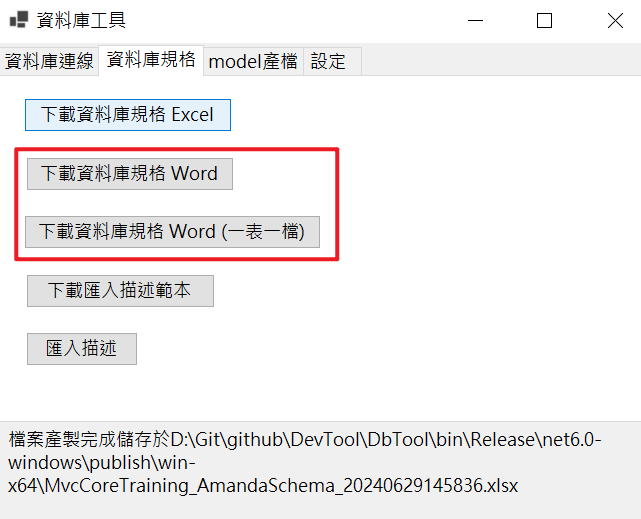 資料庫工具
資料庫連線 資料庫規格 model產檔 設定
下載資料庫規格 Excel
下載資料庫規格 Word
下載資料庫規格 Word (一表一檔)
下載匯入描述範本
匯入描述
檔案產製完成儲存於D:\Git\github\DevTool\DbTool\bin\Release\net6.0-
windows\publish\win-
x64\MvcCoreTraining_AmandaSchema_20240629145836.xlsx